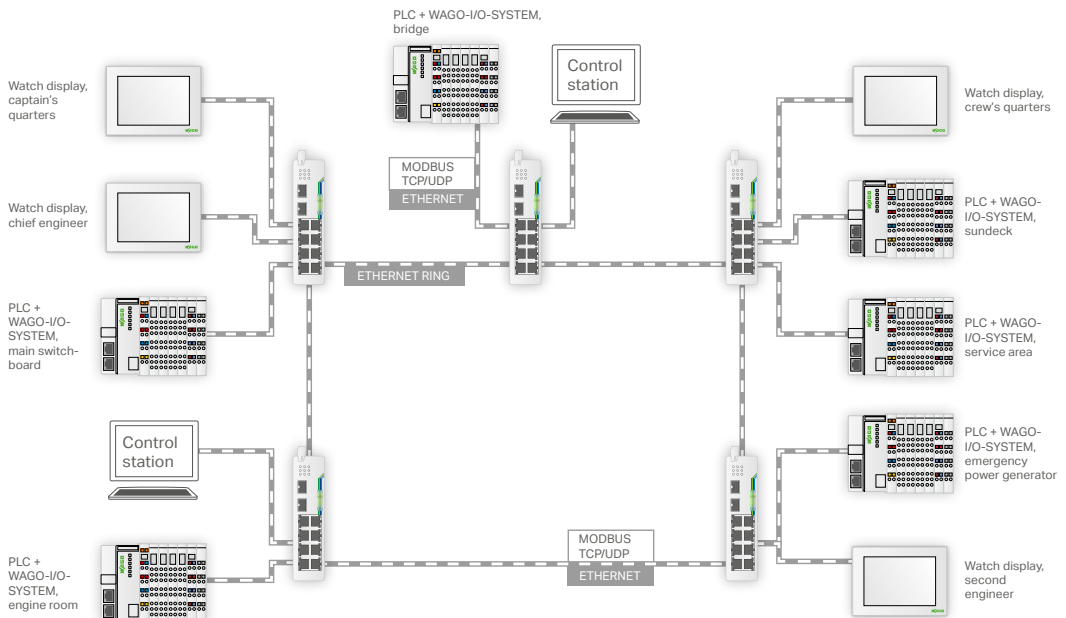 PLC + WAGO-I/O-SYSTEM,
bridge
Control
station
Watch display,
captain's
quarters
Watch display,
crew's quarters
MODBUS
TCP/UDP
ETHERNET
Watch display,
chief engineer
PLC + WAGO-
I/O-SYSTEM,
sundeck
ETHERNET RING
PLC +
WAGO-I/O-
SYSTEM,
main switch-
board
PLC + WAGO-
I/O-SYSTEM,
service area
Control
station
PLC + WAGO-
I/O-SYSTEM,
emergency
power generator
MODBUS
TCP/UDP
ETHERNET
PLC +
WAGO-I/O-
SYSTEM,
engine room
Watch display,
second
engineer